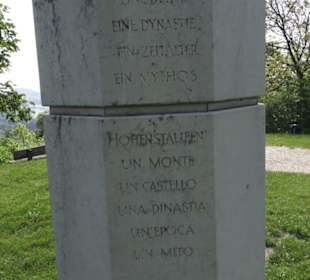 EINE DYNASTIE
EIN ZEITALTER
EIN MYTHOS
HOHENSTAUFEN
UN MONTE
UN CASTELLO
UNA DINASTIA
UN'EPOCA
UN MITO